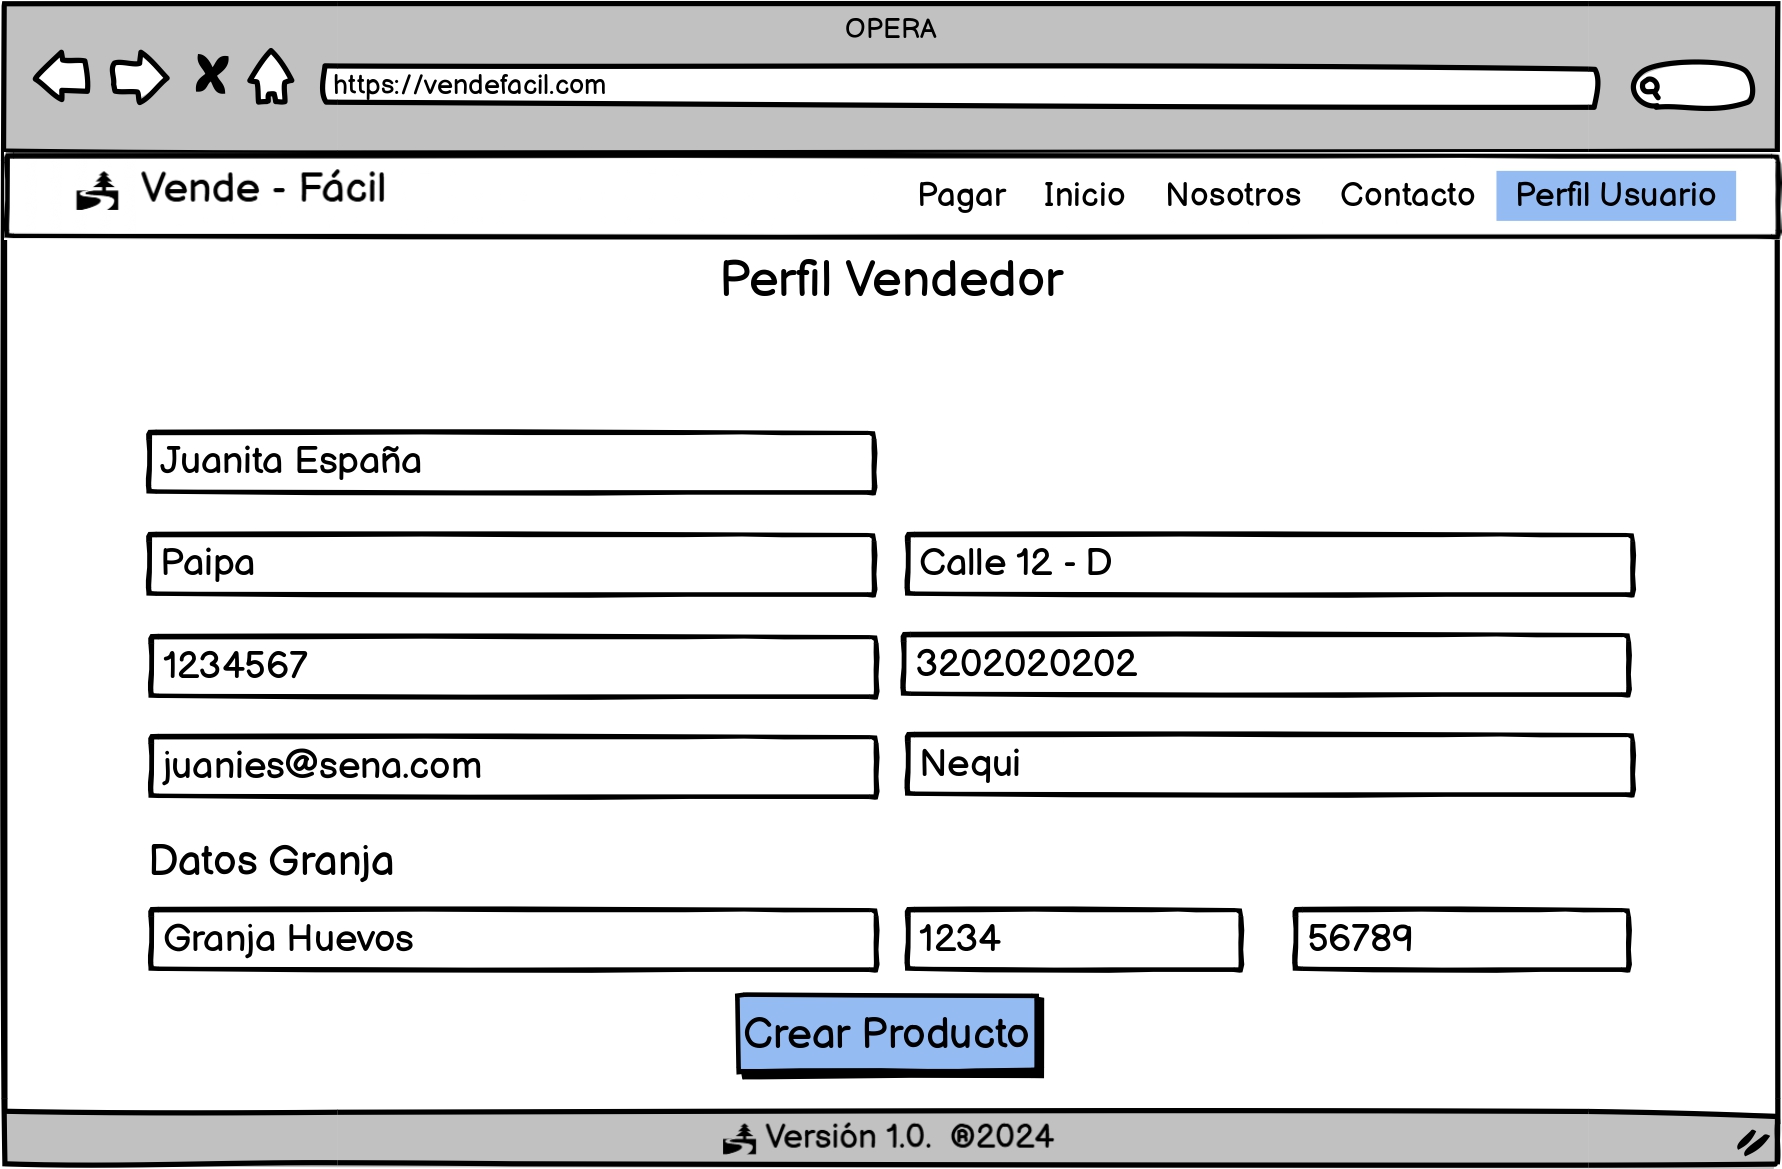 OPERA
https://vendefacil.com
Vende - Fácil
Pagar Inicio Nosotros Contacto Perfil Usuario
Perfil Vendedor
Juanita España
Paipa Calle 12 - D
1234567 3202020202
juanies@sena.com Nequi
Datos Granja
Granja Huevos 1234 56789
Crear Producto
Versión 1.0. ®2024